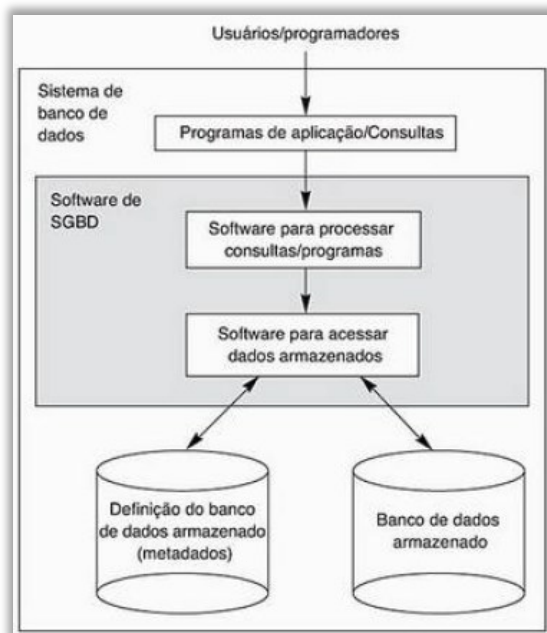 Usuários/programadores
Sistema de
banco de
dados
Programas de aplicação/Consultas
Software de
SGBD
Software para processar
consultas/programas
Software para acessar
dados armazenados
Definição do banco
de dados armazenado
(metadados)
Banco de dados
armazenado